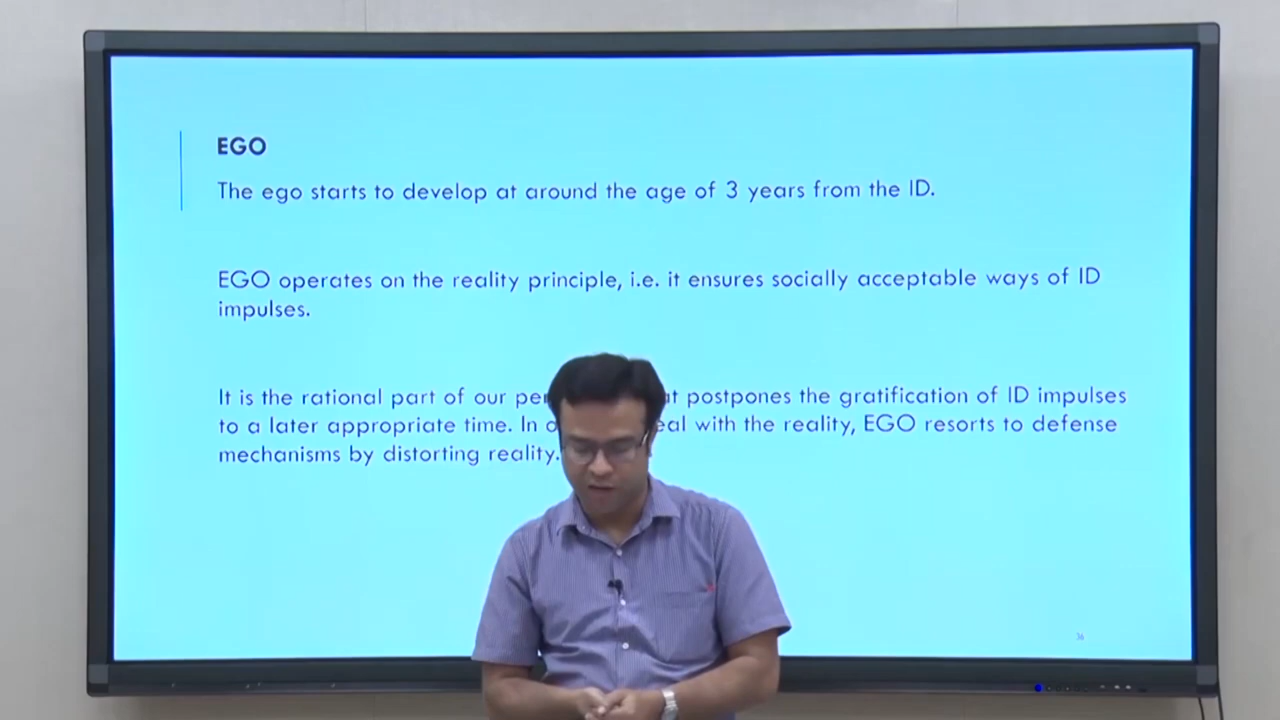 EGO
The ego starts to develop at around the age of 3 years from the ID.
EGO operates on the reality principle, i.e. it ensures socially acceptable ways of ID
impulses.
It is the rational part of our postpones the gratification of ID impulses
to a later appropriate time. In with the reality, EGO resorts to defense
mechanisms by distorting reality.
36